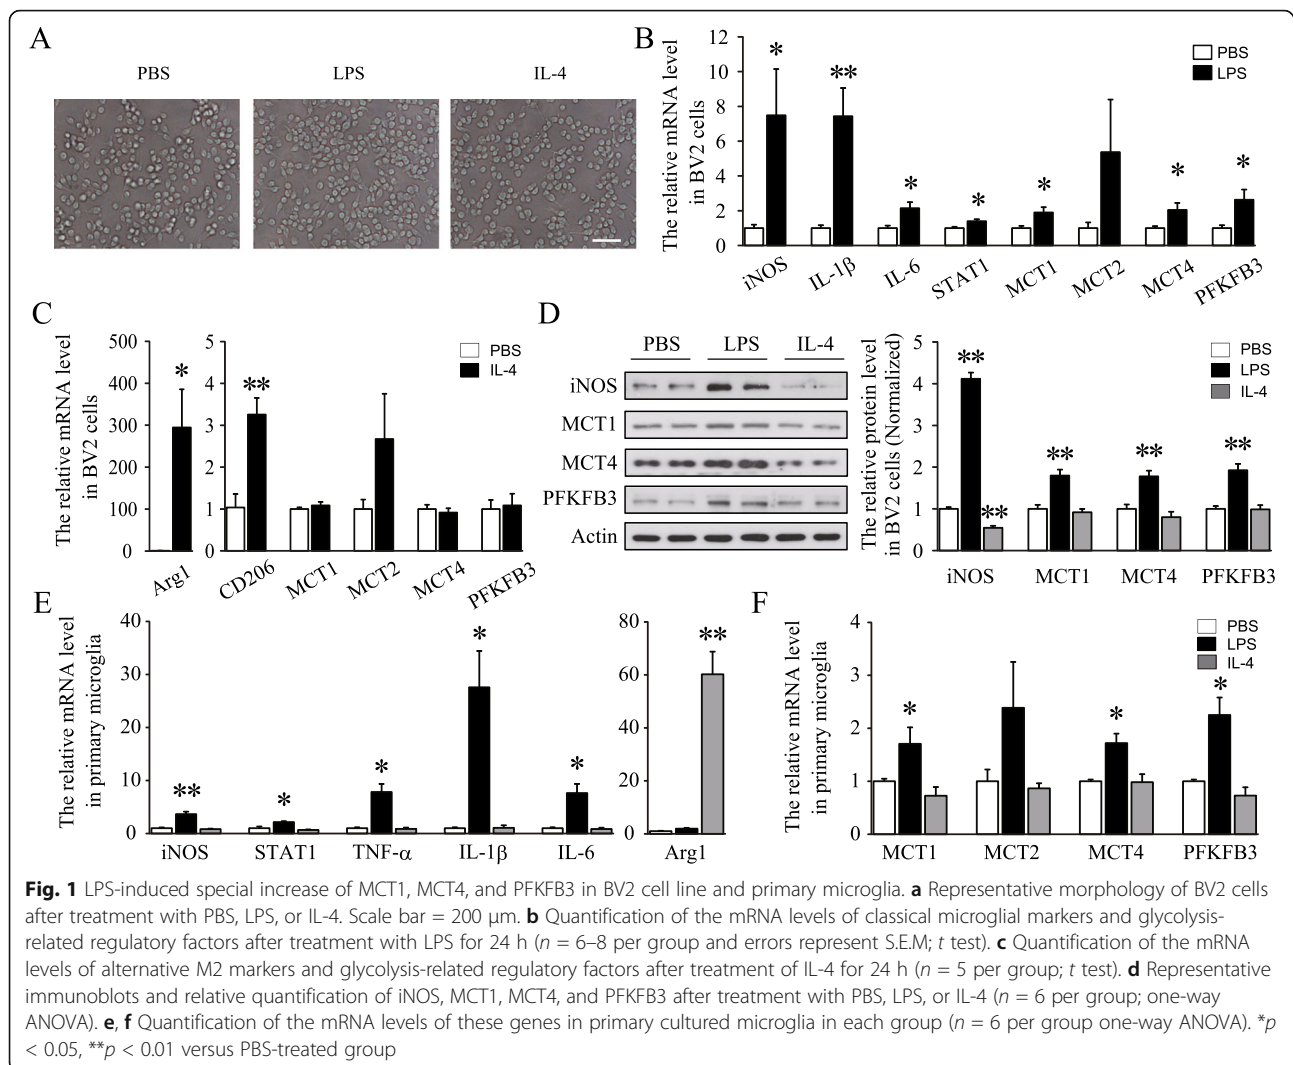 A
PBS
LPS
IL-4
B
The relative mRNA level
in BV2 cells
12
10
8
6
4
2
0
*
**
*
*
*
*
*
PBS
LPS
iNOS
IL-1β
IL-6
STAT1
MCT1
MCT2
MCT4
PFKFB3
C
The relative mRNA level
in BV2 cells
500
400
300
200
100
0
*
Arg1
5
4
3
2
1
0
**
PBS
IL-4
CD206
MCT1
MCT2
MCT4
PFKFB3
D
PBS
LPS
IL-4
iNOS
MCT1
MCT4
PFKFB3
Actin
The relative protein level
in BV2 cells (Normalized)
5
4
3
2
1
0
**
**
**
**
**
PBS
LPS
IL-4
iNOS
MCT1
MCT4
PFKFB3
E
The relative mRNA level
in primary microglia
40
30
20
10
0
**
*
*
*
*
iNOS
STAT1
TNF-α
IL-1β
IL-6
80
60
40
20
0
**
Arg1
F
The relative mRNA level
in primary microglia
4
3
2
1
0
*
*
*
PBS
LPS
IL-4
MCT1
MCT2
MCT4
PFKFB3
Fig. 1 LPS-induced special increase of MCT1, MCT4, and PFKFB3 in BV2 cell line and primary microglia. a Representative morphology of BV2 cells
after treatment with PBS, LPS, or IL-4. Scale bar = 200 μm. b Quantification of the mRNA levels of classical microglial markers and glycolysis-
related regulatory factors after treatment with LPS for 24 h (n = 6–8 per group and errors represent S.E.M; t test). c Quantification of the mRNA
levels of alternative M2 markers and glycolysis-related regulatory factors after treatment of IL-4 for 24 h (n = 5 per group; t test). d Representative
immunoblots and relative quantification of iNOS, MCT1, MCT4, and PFKFB3 after treatment with PBS, LPS, or IL-4 (n = 6 per group; one-way
ANOVA). e, f Quantification of the mRNA levels of these genes in primary cultured microglia in each group (n = 6 per group one-way ANOVA). *p
< 0.05, **p < 0.01 versus PBS-treated group